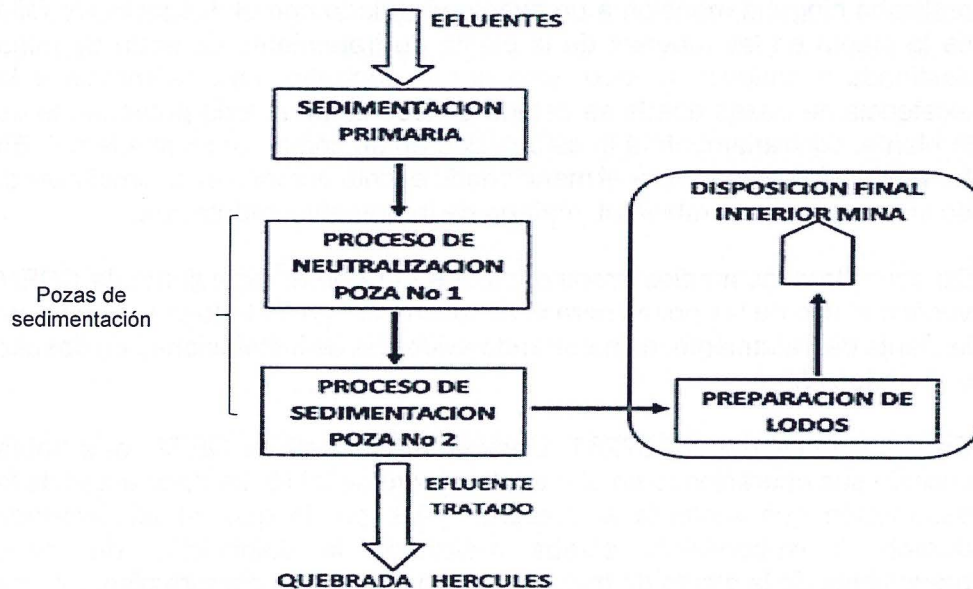 EFLUENTES
SEDIMENTACION
PRIMARIA
PROCESO DE
NEUTRALIZACION
POZA No 1
Pozas de
sedimentación
PROCESO DE
SEDIMENTACION
POZA No 2
DISPOSICION FINAL
INTERIOR MINA
PREPARACION DE
LODOS
EFLUENTE
TRATADO
QUEBRADA HERCULES